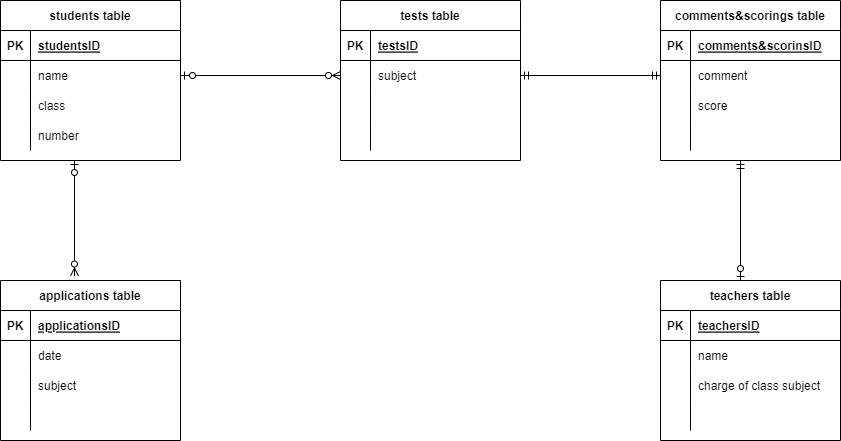 students table
PK studentsID
name
class
number
tests table
PK testsID
subject
comments&scorings table
PK comments&scorinsID
comment
score
applications table
PK applicationsID
date
subject
teachers table
PK teachersID
name
charge of class subject